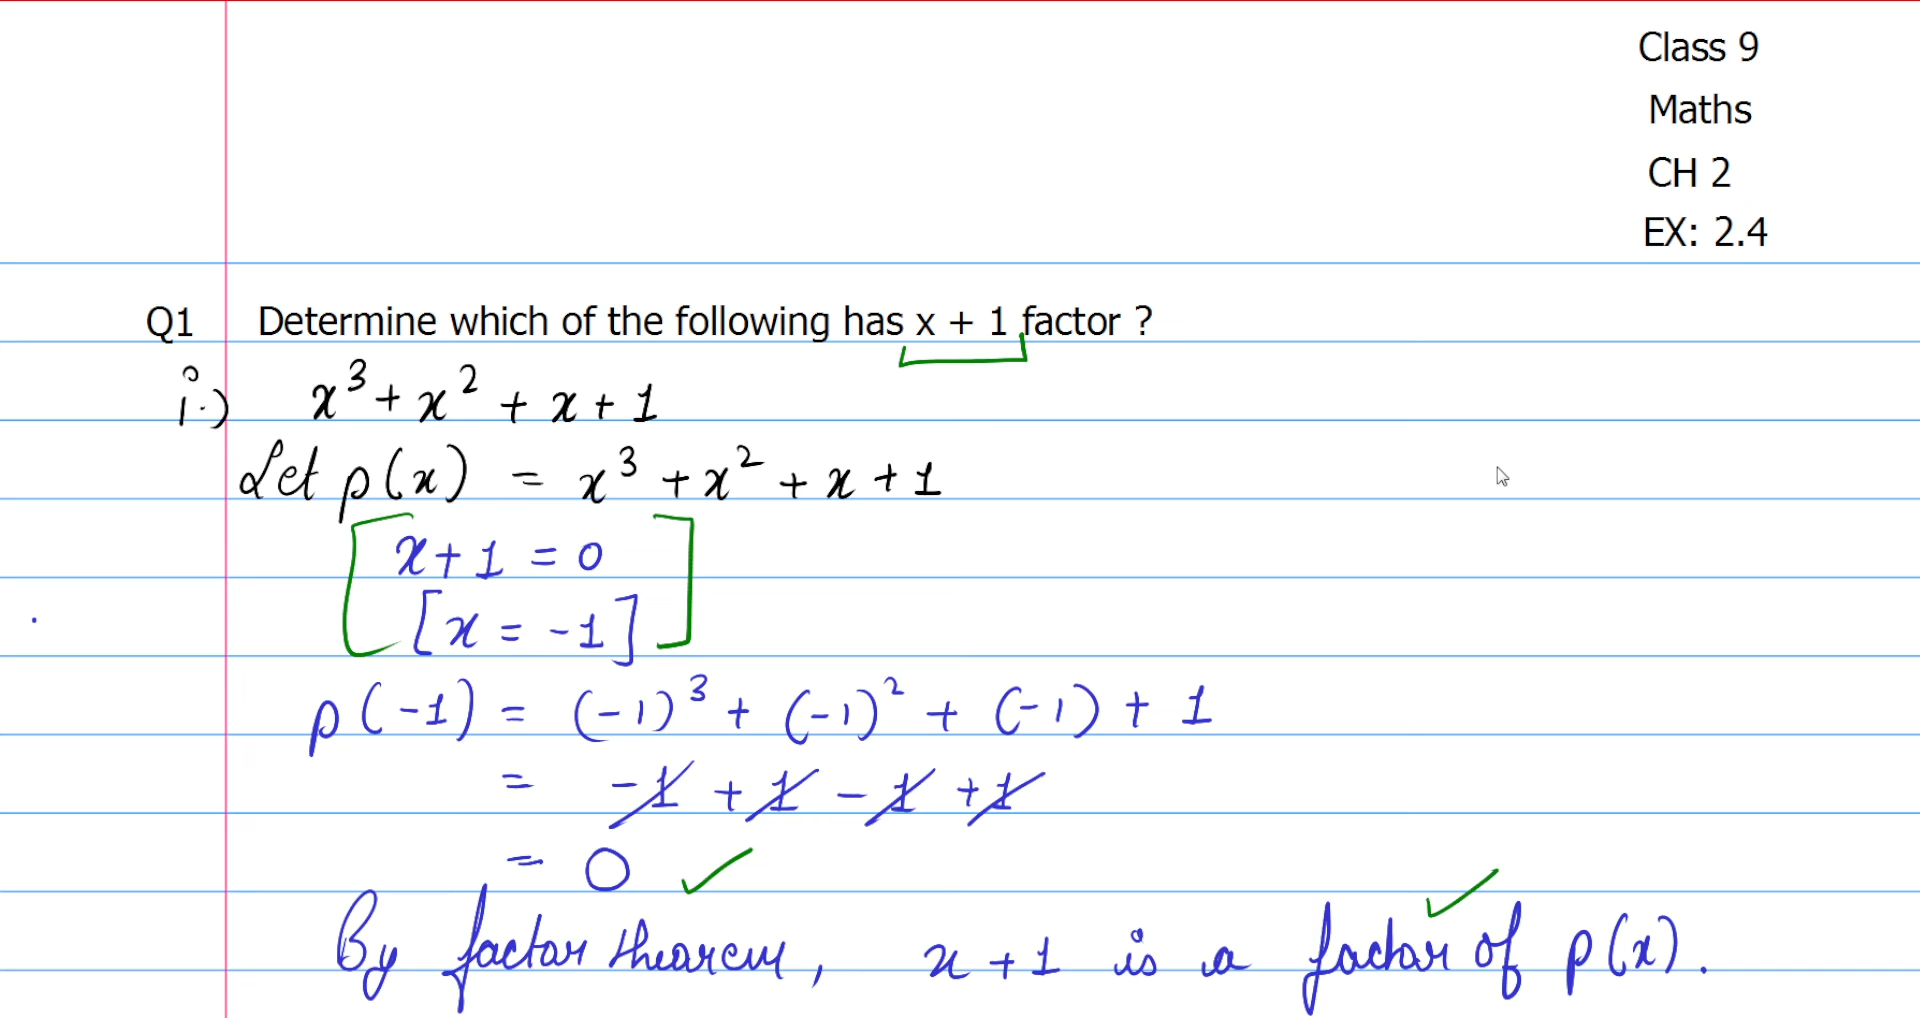 Class 9
Maths
CH 2
EX: 2.4
Q1 Determine which of the following has x + 1 factor ?
i.) x³ + x² + x + 1
Let p(x) = x³ + x² + x + 1
[x + 1 = 0
[x = -1]]
p(-1) = (-1)³ + (-1)² + (-1) + 1
= -1 + 1 - 1 + 1
= 0 ✓
By factor theorem, x + 1 is a factor of p(x).